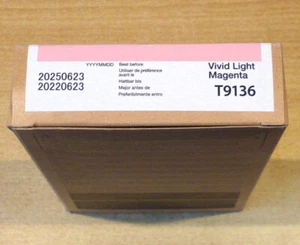 YYYYMMDD
20250623
20220623
Best before
Utiliser de préférence
avant le
Haltbar bis
Mejor antes de
Preferibilmente entro
Vivid Light
Magenta
T9136